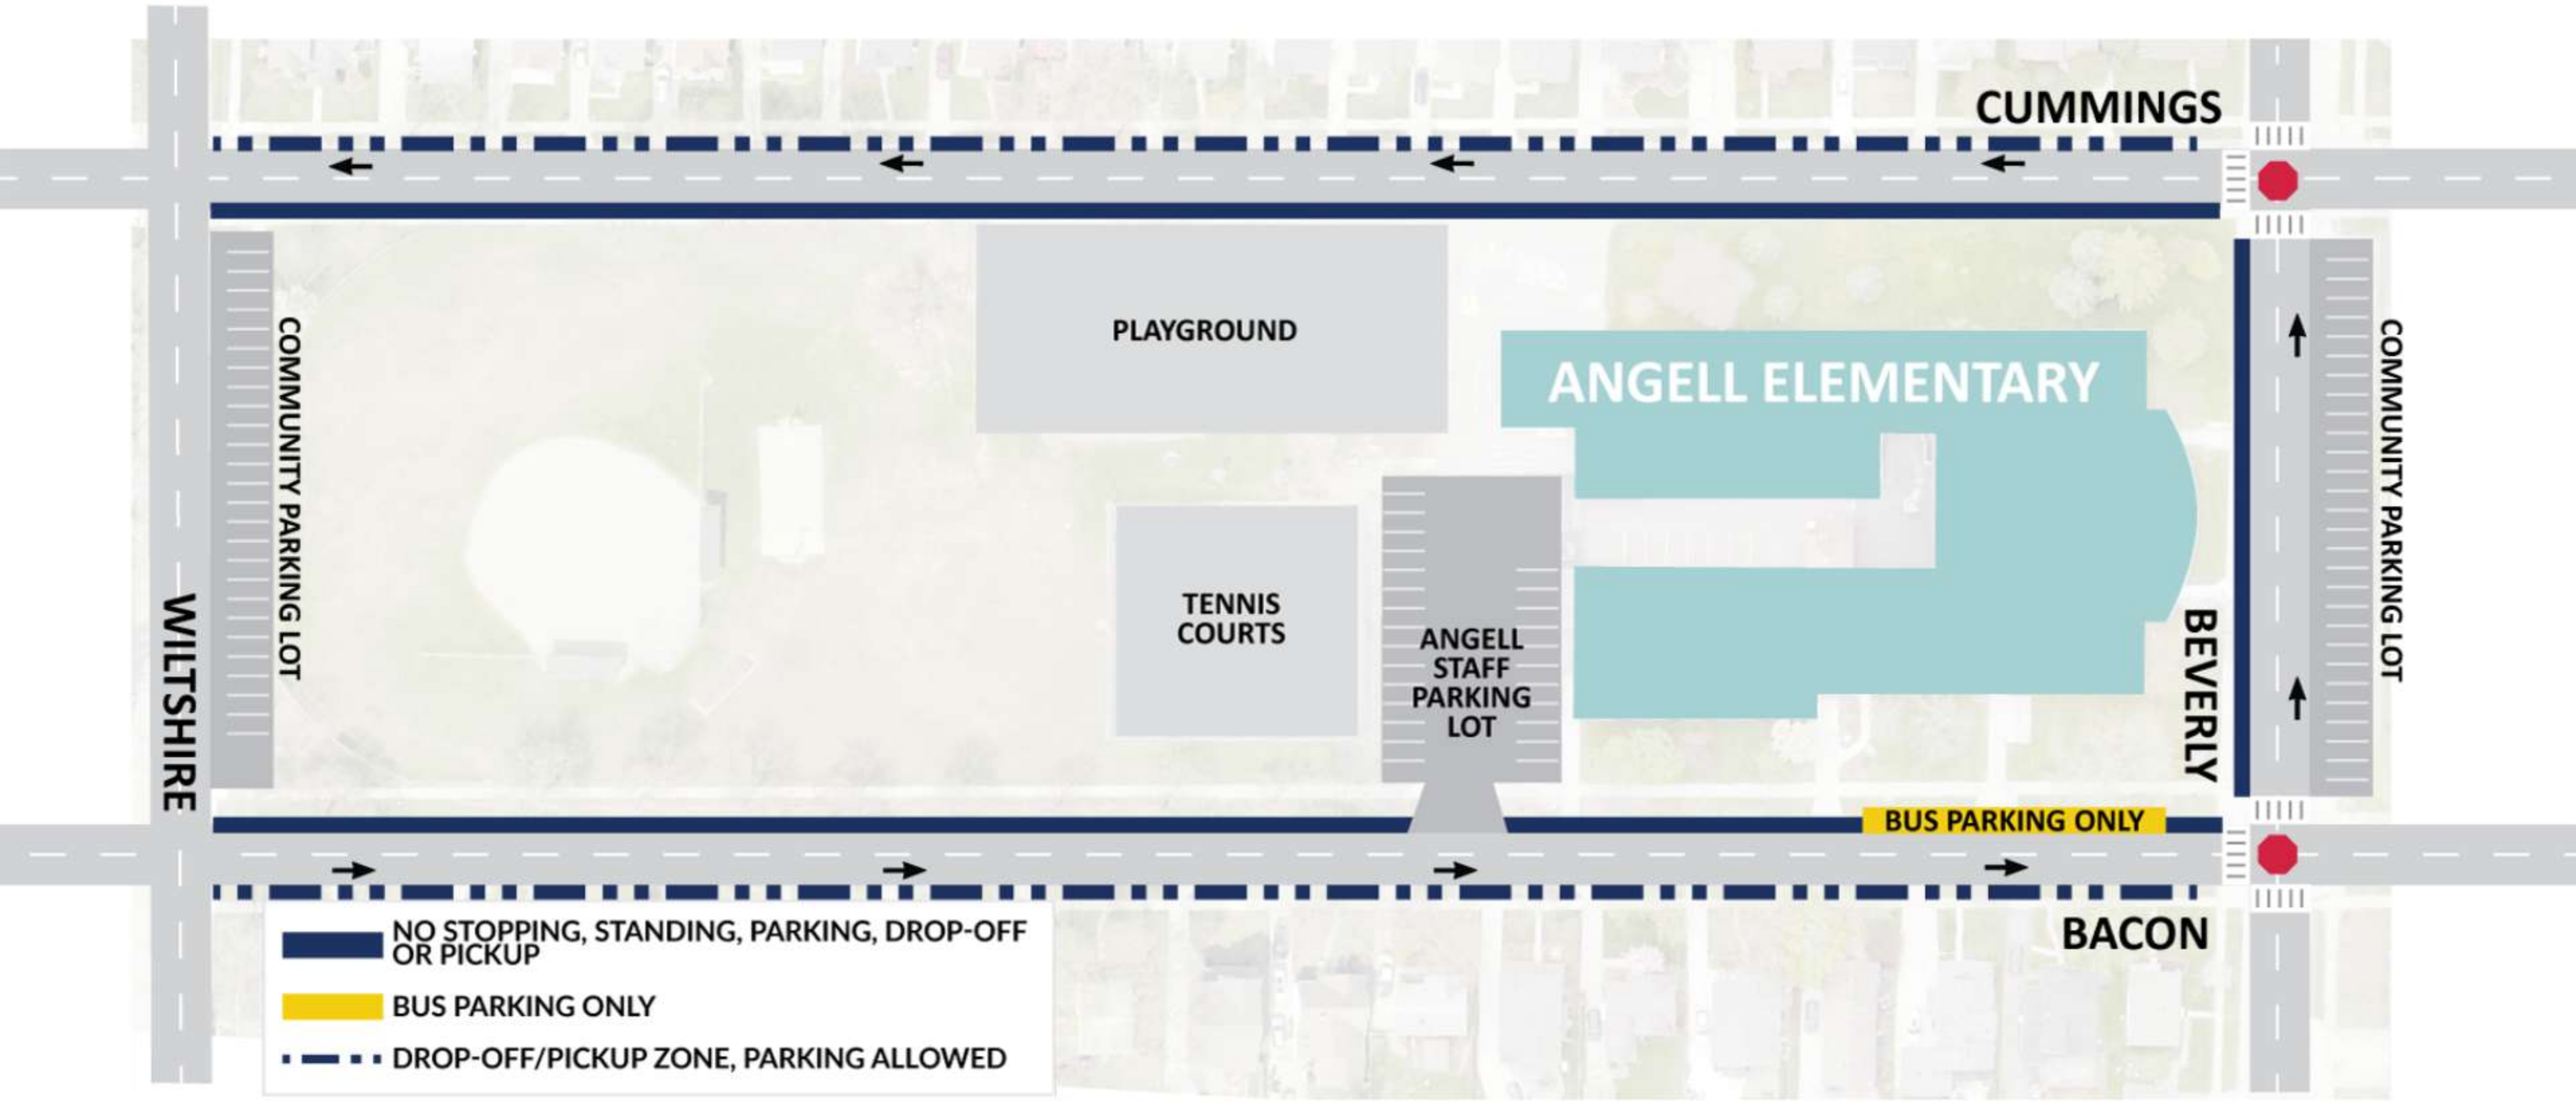 CUMMINGS
PLAYGROUND
ANGELL ELEMENTARY
COMMUNITY PARKING LOT
COMMUNITY PARKING LOT
TENNIS
COURTS
ANGELL
STAFF
PARKING
LOT
WILTSHIRE
BEVERLY
BUS PARKING ONLY
BACON
NO STOPPING, STANDING, PARKING, DROP-OFF
OR PICKUP
BUS PARKING ONLY
DROP-OFF/PICKUP ZONE, PARKING ALLOWED